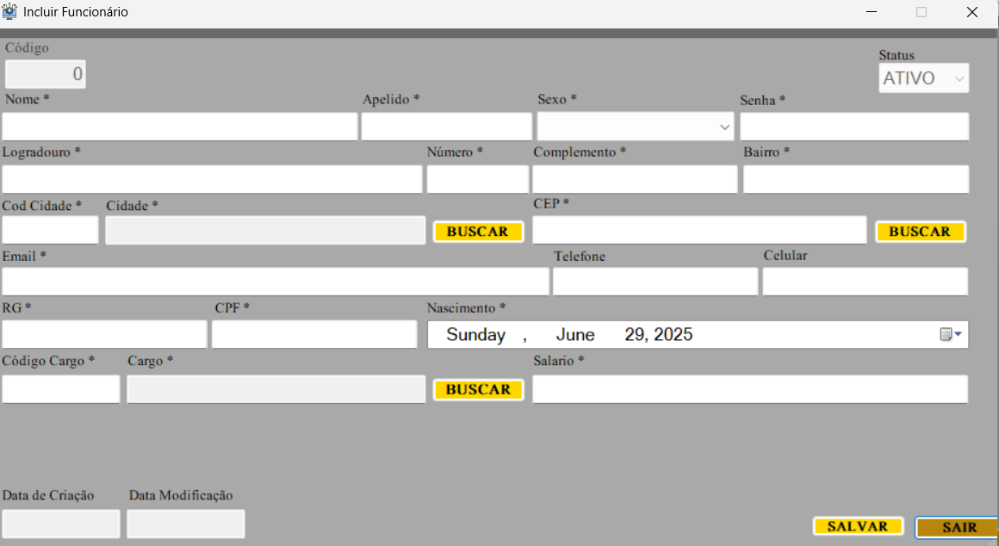 Incluir Funcionário
Código
0
Status
ATIVO
Nome * Apelido * Sexo * Senha *
Logradouro * Número * Complemento * Bairro *
Cod Cidade * Cidade * CEP *
BUSCAR BUSCAR
Email * Telefone Celular
RG * CPF * Nascimento *
Sunday , June 29, 2025
Código Cargo * Cargo * Salario *
BUSCAR
Data de Criação Data Modificação
SALVAR SAIR